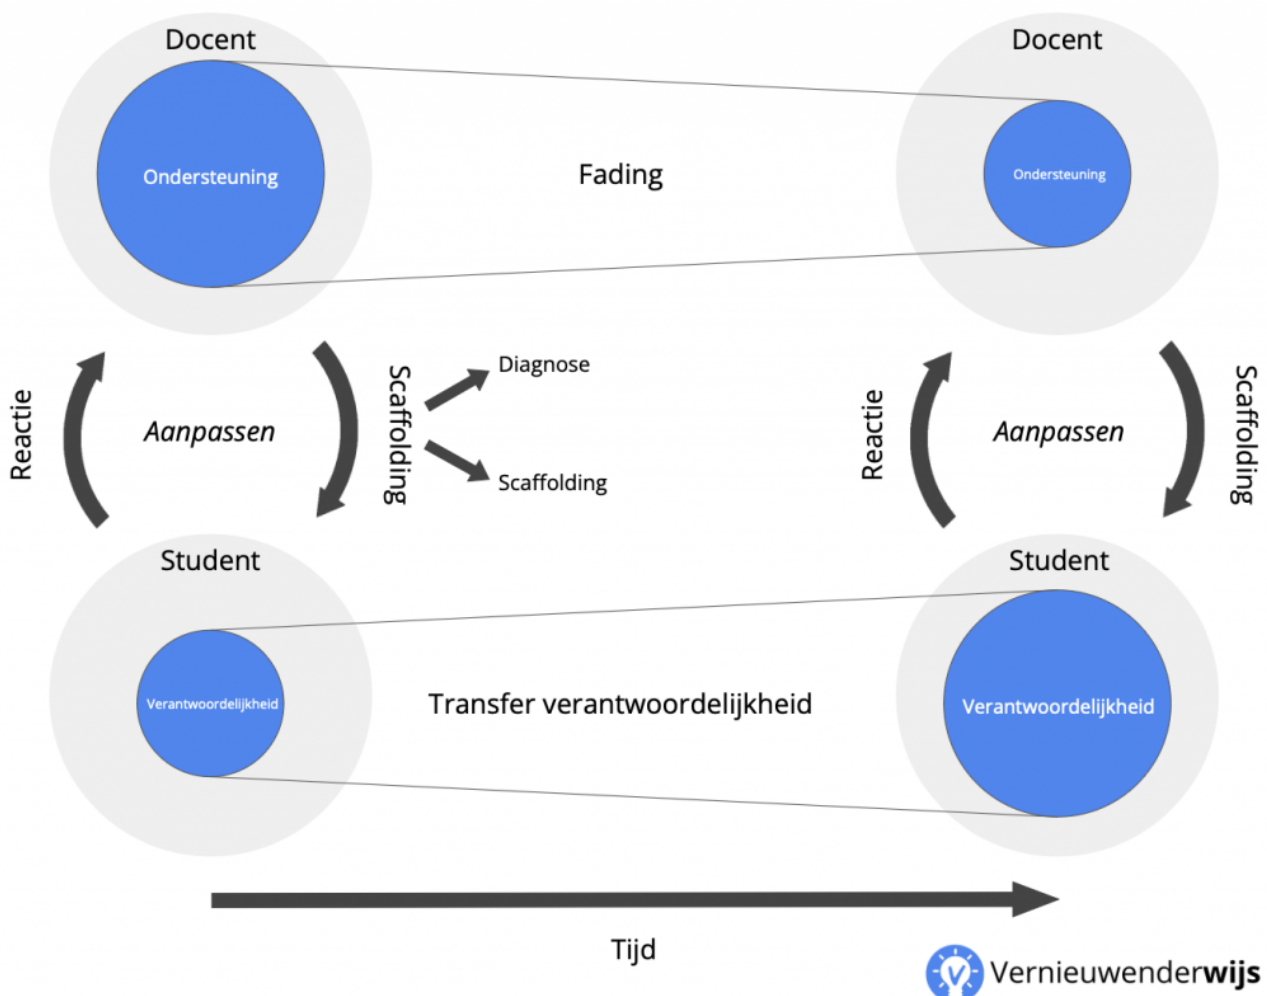 Docent
Docent
Ondersteuning
Fading
Ondersteuning
Reactie
Aanpassen
Scaffolding
Diagnose
Scaffolding
Reactie
Aanpassen
Scaffolding
Student
Student
Verantwoordelijkheid
Transfer verantwoordelijkheid
Verantwoordelijkheid
Tijd
Vernieuwenderwijs